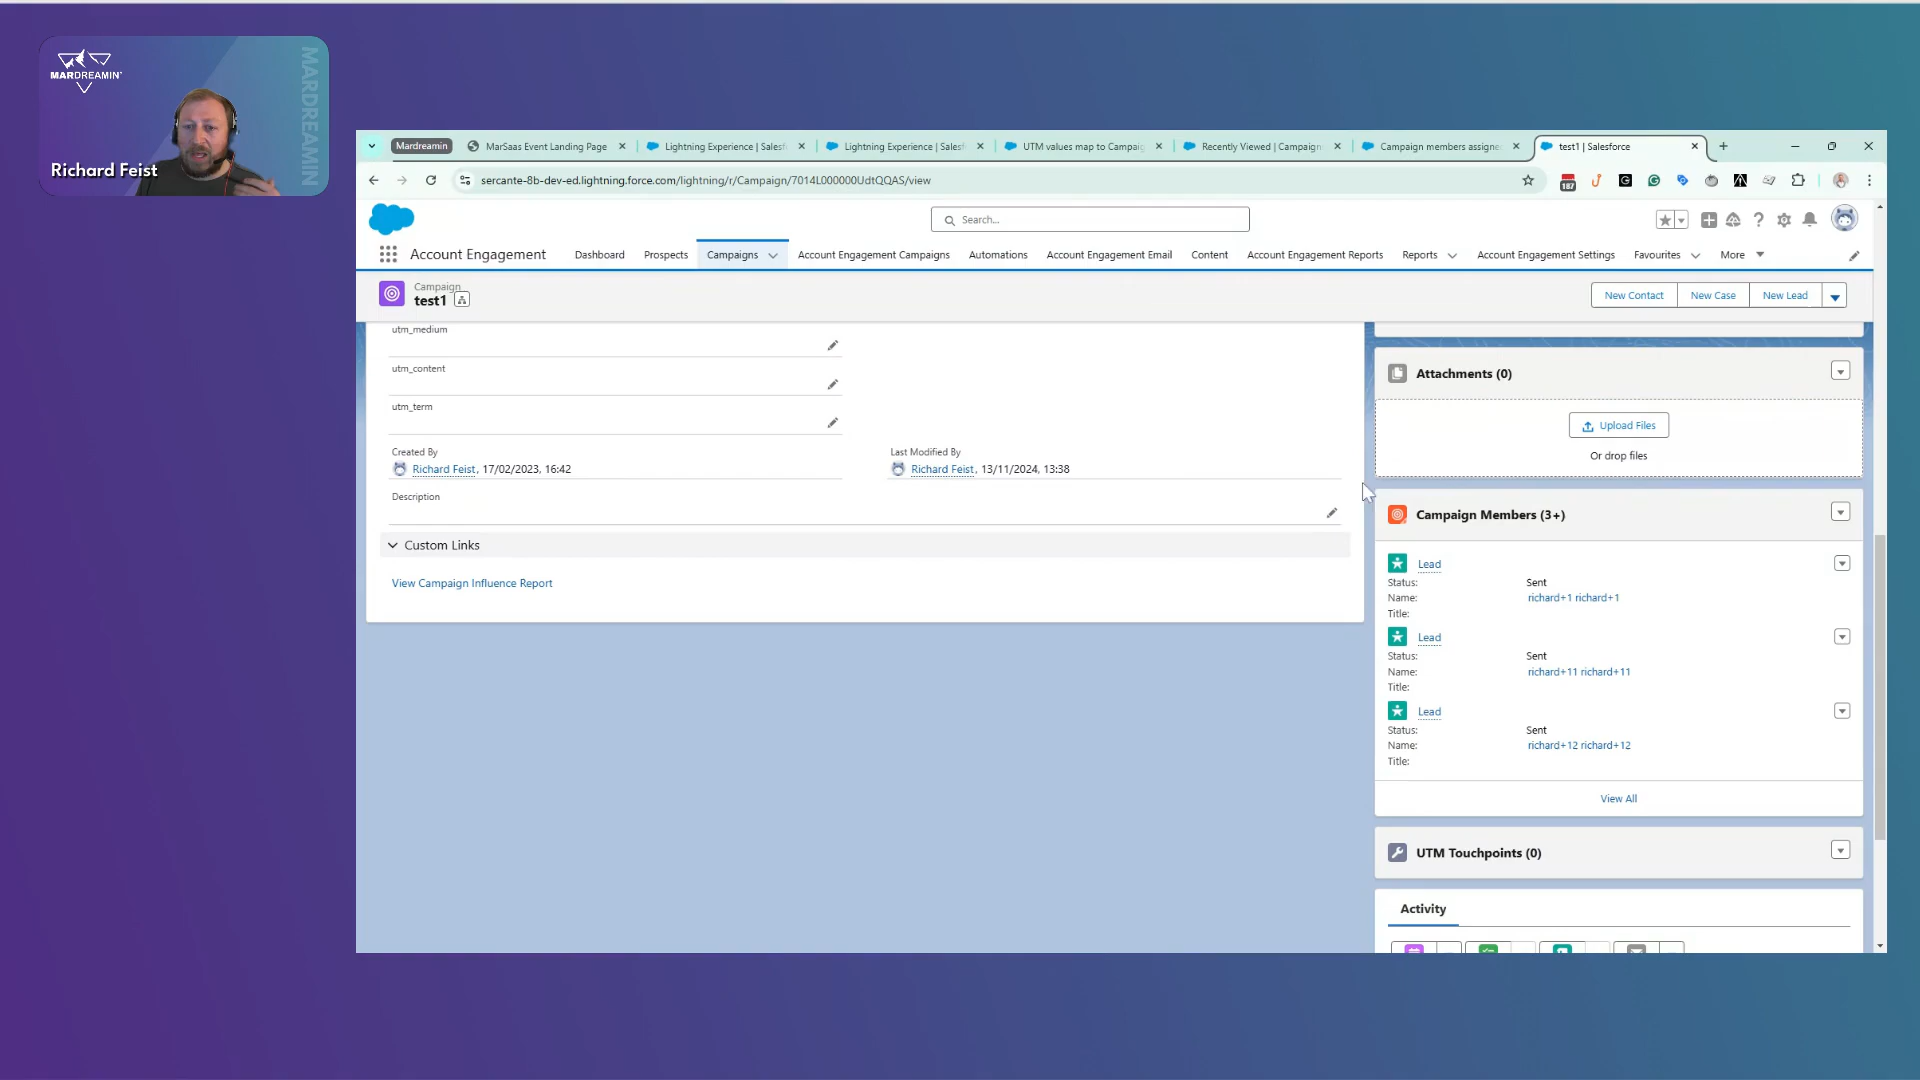 MARDREAMIN'
MARDREAMIN
Richard Feist
Mardreamin
MarSaas Event Landing Page
Lightning Experience | Salesf
Lightning Experience | Salesf
UTM values map to Campaig
Recently Viewed | Campaign
Campaign members assigne
test1 | Salesforce
sercante-8b-dev-ed.lightning.force.com/lightning/r/Campaign/7014L000000UdtQQAS/view
187
Search...
Account Engagement
Dashboard
Prospects
Campaigns
Account Engagement Campaigns
Automations
Account Engagement Email
Content
Account Engagement Reports
Reports
Account Engagement Settings
Favourites
More
Campaign
test1
New Contact
New Case
New Lead
utm_medium
utm_content
utm_term
Created By
Richard Feist, 17/02/2023, 16:42
Last Modified By
Richard Feist, 13/11/2024, 13:38
Description
Custom Links
View Campaign Influence Report
Attachments (0)
Upload Files
Or drop files
Campaign Members (3+)
Lead
Status: Sent
Name: richard+1 richard+1
Title:
Lead
Status: Sent
Name: richard+11 richard+11
Title:
Lead
Status: Sent
Name: richard+12 richard+12
Title:
View All
UTM Touchpoints (0)
Activity